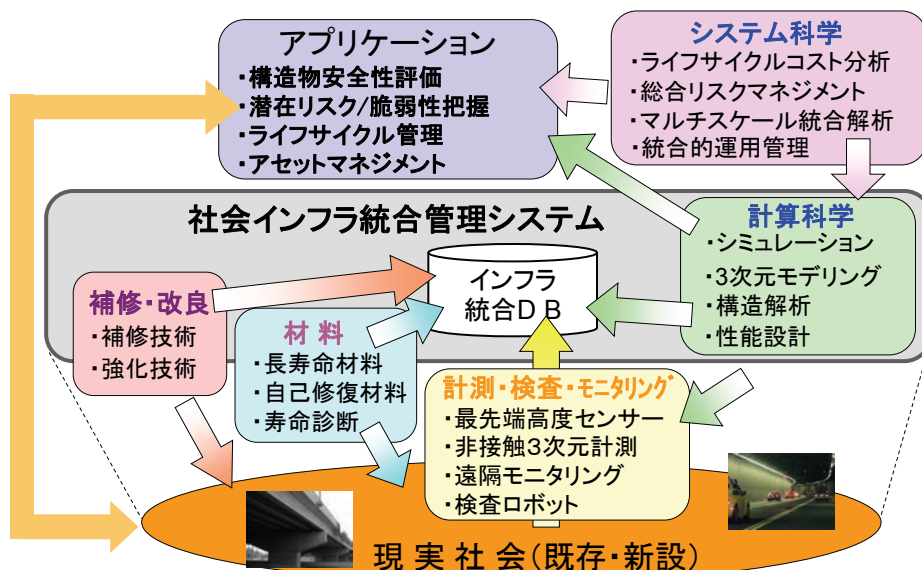 アプリケーション
・構造物安全性評価
・潜在リスク/脆弱性把握
・ライフサイクル管理
・アセットマネジメント
システム科学
・ライフサイクルコスト分析
・総合リスクマネジメント
・マルチスケール統合解析
・統合的運用管理
社会インフラ統合管理システム
計算科学
・シミュレーション
・3次元モデリング
・構造解析
・性能設計
インフラ
統合DB
補修・改良
・補修技術
・強化技術
材 料
・長寿命材料
・自己修復材料
・寿命診断
計測・検査・モニタリング
・最先端高度センサー
・非接触3次元計測
・遠隔モニタリング
・検査ロボット
現 実 社 会(既存・新設)